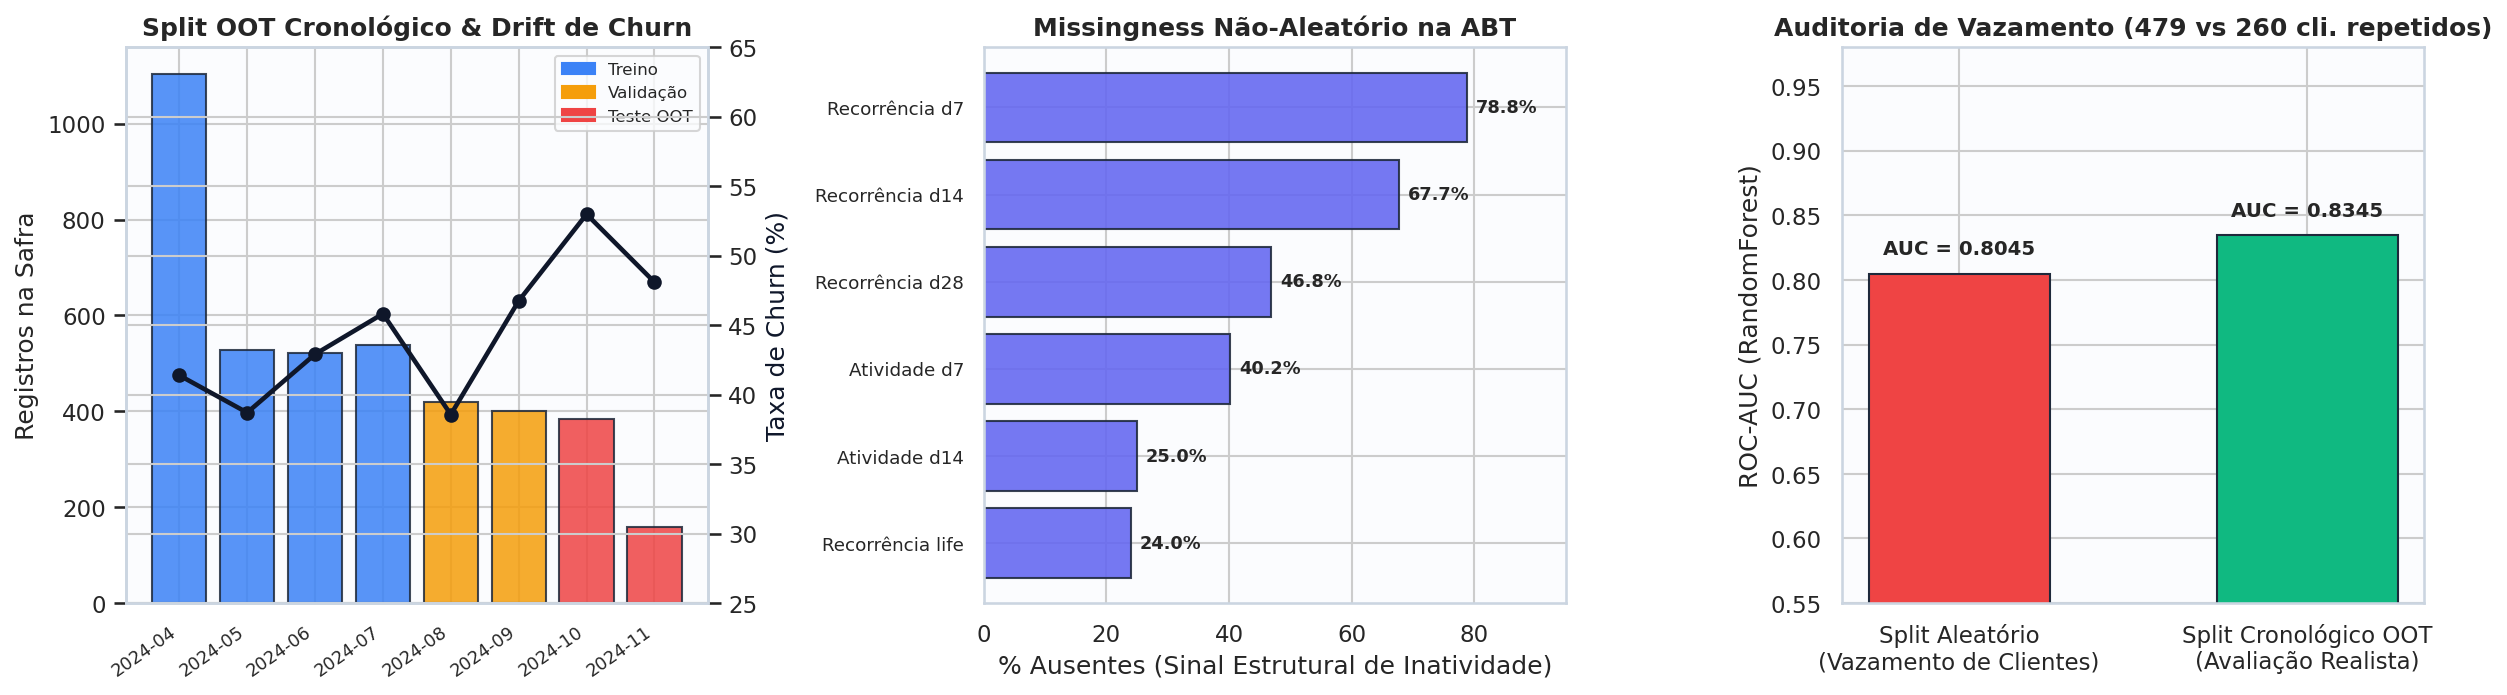 Split OOT Cronológico & Drift de Churn
Registros na Safra
1000
800
600
400
200
0
65
60
55
50
45
40
35
30
25
Taxa de Churn (%)
Treino
Validação
Teste OOT
2024-04
2024-05
2024-06
2024-07
2024-08
2024-09
2024-10
2024-11
Missingness Não-Aleatório na ABT
Recorrência d7
78.8%
Recorrência d14
67.7%
Recorrência d28
46.8%
Atividade d7
40.2%
Atividade d14
25.0%
Recorrência life
24.0%
0
20
40
60
80
% Ausentes (Sinal Estrutural de Inatividade)
Auditoria de Vazamento (479 vs 260 cli. repetidos)
ROC-AUC (RandomForest)
0.95
0.90
0.85
0.80
0.75
0.70
0.65
0.60
0.55
AUC = 0.8045
AUC = 0.8345
Split Aleatório
(Vazamento de Clientes)
Split Cronológico OOT
(Avaliação Realista)